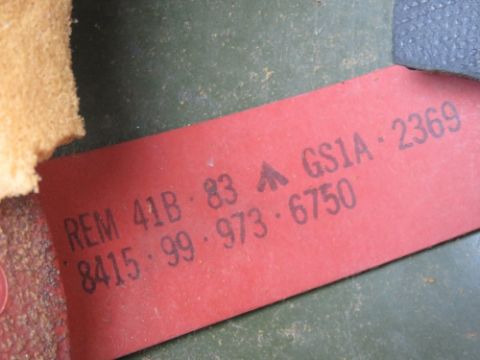 REM 41B · 83 GS1A · 2369
8415 · 99 · 973 · 6750